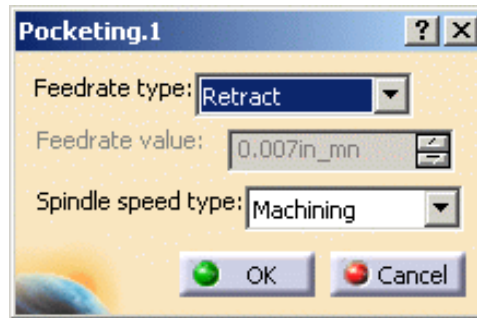 Pocketing.1
Feedrate type: Retract
Feedrate value: 0.007in_mn
Spindle speed type: Machining
OK Cancel